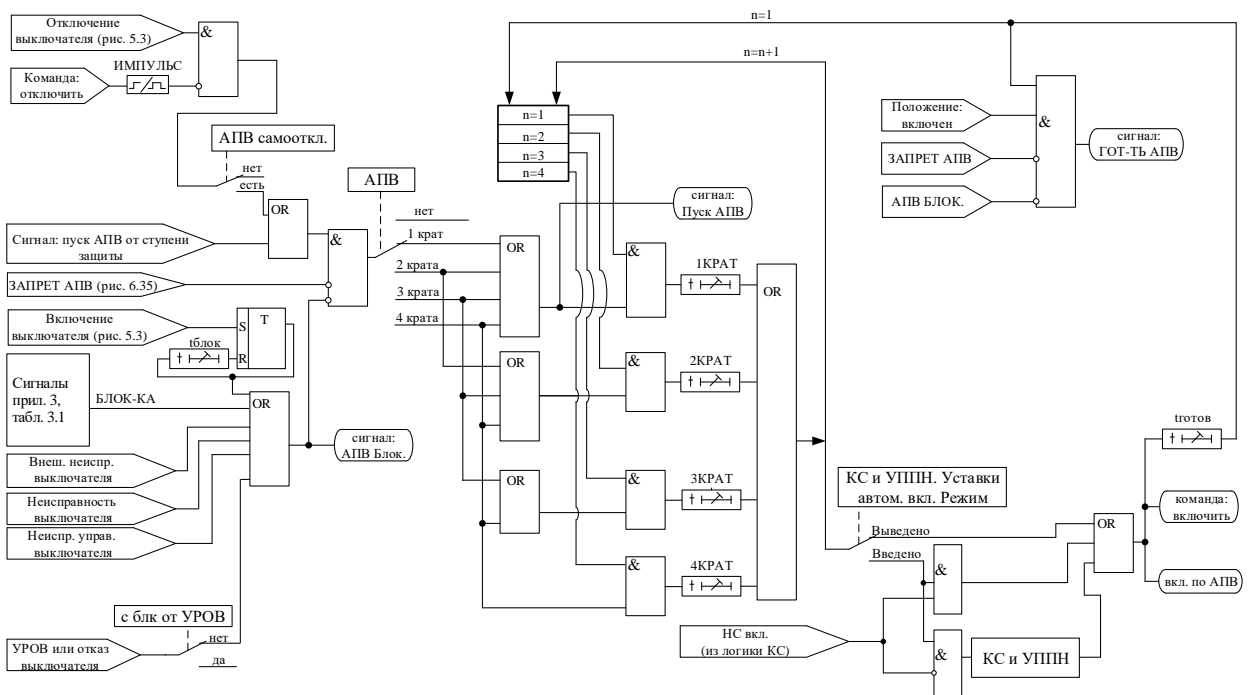 Отключение
выключателя (рис. 5.3)
&
ИМПУЛЬС
Команда:
отключить
АПВ самооткл.
нет
есть
OR
Сигнал: пуск АПВ от ступени
защиты
&
АПВ
нет
1 крат
2 крата
3 крата
4 крата
ЗАПРЕТ АПВ (рис. 6.35)
Включение
выключателя (рис. 5.3)
S
T
R
tблок
Сигналы
прил. 3,
табл. 3.1
БЛОК-КА
OR
Внеш. неиспр.
выключателя
Неисправность
выключателя
Неиспр. управ.
выключателя
сигнал:
АПВ Блок.
с блк от УРОВ
УРОВ или отказ
выключателя
нет
да
n=1
n=n+1
n=1
n=2
n=3
n=4
сигнал:
Пуск АПВ
OR
&
1КРАТ
OR
OR
&
2КРАТ
OR
&
3КРАТ
&
4КРАТ
Положение:
включен
&
ЗАПРЕТ АПВ
АПВ БЛОК.
сигнал:
ГОТ-ТЬ АПВ
КС и УППН. Уставки
автом. вкл. Режим
Выведено
Введено
&
OR
tготов
команда:
включить
вкл. по АПВ
НС вкл.
(из логики КС)
&
КС и УППН